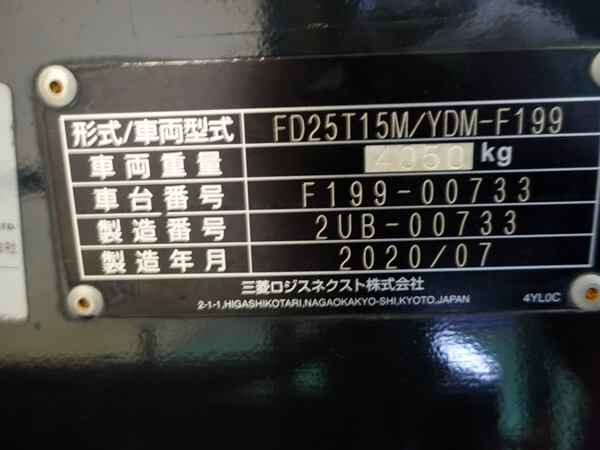 形式/車両型式 FD25T15M/YDM-F199
車両重量 4050 kg
車台番号 F199-00733
製造番号 2UB-00733
製造年月 2020/07
三菱ロジスネクスト株式会社
2-1-1,HIGASHIKOTARI,NAGAOKAKYO-SHI,KYOTO,JAPAN 4YL0C
会社